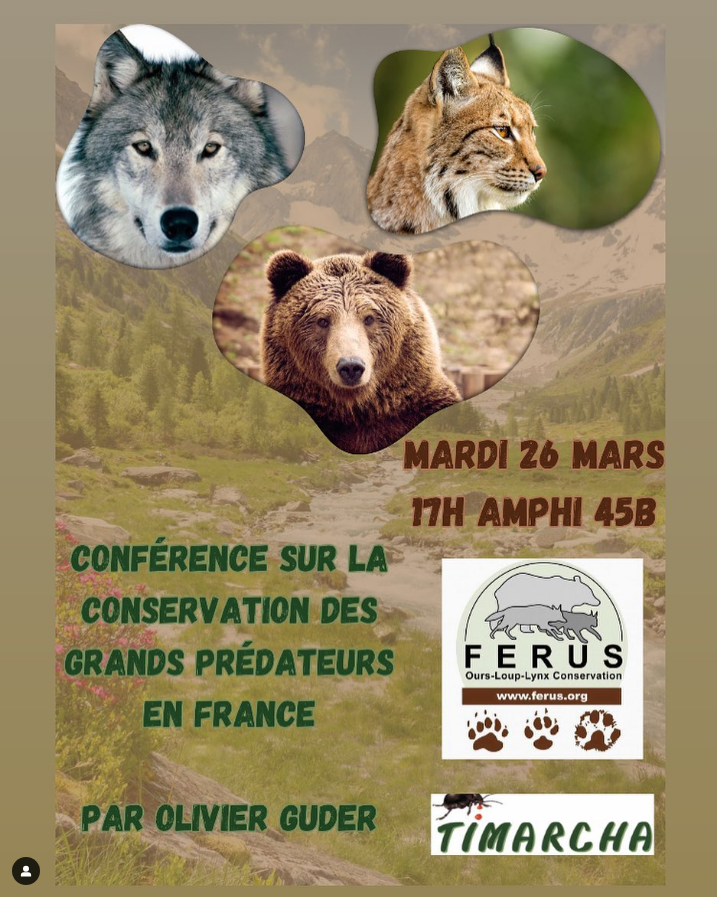 MARDI 26 MARS
17H AMPHI 45B
CONFÉRENCE SUR LA
CONSERVATION DES
GRANDS PRÉDATEURS
EN FRANCE
FERUS
Ours-Loup-Lynx Conservation
www.ferus.org
PAR OLIVIER GUDER
TIMARCHA